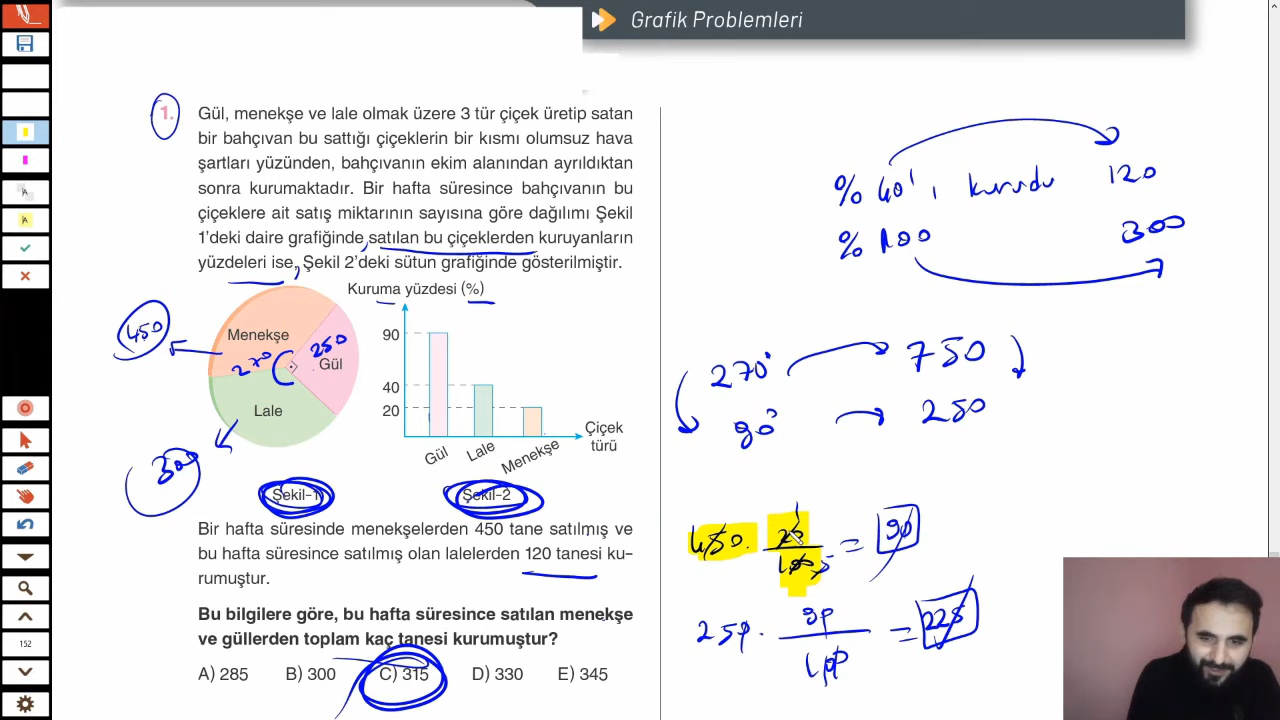 Grafik Problemleri
1. Gül, menekşe ve lale olmak üzere 3 tür çiçek üretip satan
bir bahçıvan bu sattığı çiçeklerin bir kısmı olumsuz hava
şartları yüzünden, bahçıvanın ekim alanından ayrıldıktan
sonra kurumaktadır. Bir hafta süresince bahçıvanın bu
çiçeklere ait satış miktarının sayısına göre dağılımı Şekil
1'deki daire grafiğinde satılan bu çiçeklerden kuruyanların
yüzdeleri ise, Şekil 2'deki sütun grafiğinde gösterilmiştir.
450
Menekşe
270
250
Gül
Lale
300
Şekil-1
Kuruma yüzdesi (%)
90
40
20
Gül
Lale
Menekşe
Çiçek
türü
Şekil-2
Bir hafta süresinde menekşelerden 450 tane satılmış ve
bu hafta süresince satılmış olan lalelerden 120 tanesi ku-
rumuştur.
Bu bilgilere göre, bu hafta süresince satılan menekşe
ve güllerden toplam kaç tanesi kurumuştur?
A) 285 B) 300 C) 315 D) 330 E) 345
% 40'ı kurudu 120
% 100 300
270° 750
90° 250
450 . 20/100 = 90
250 . 90/100 = 225
A
A
152